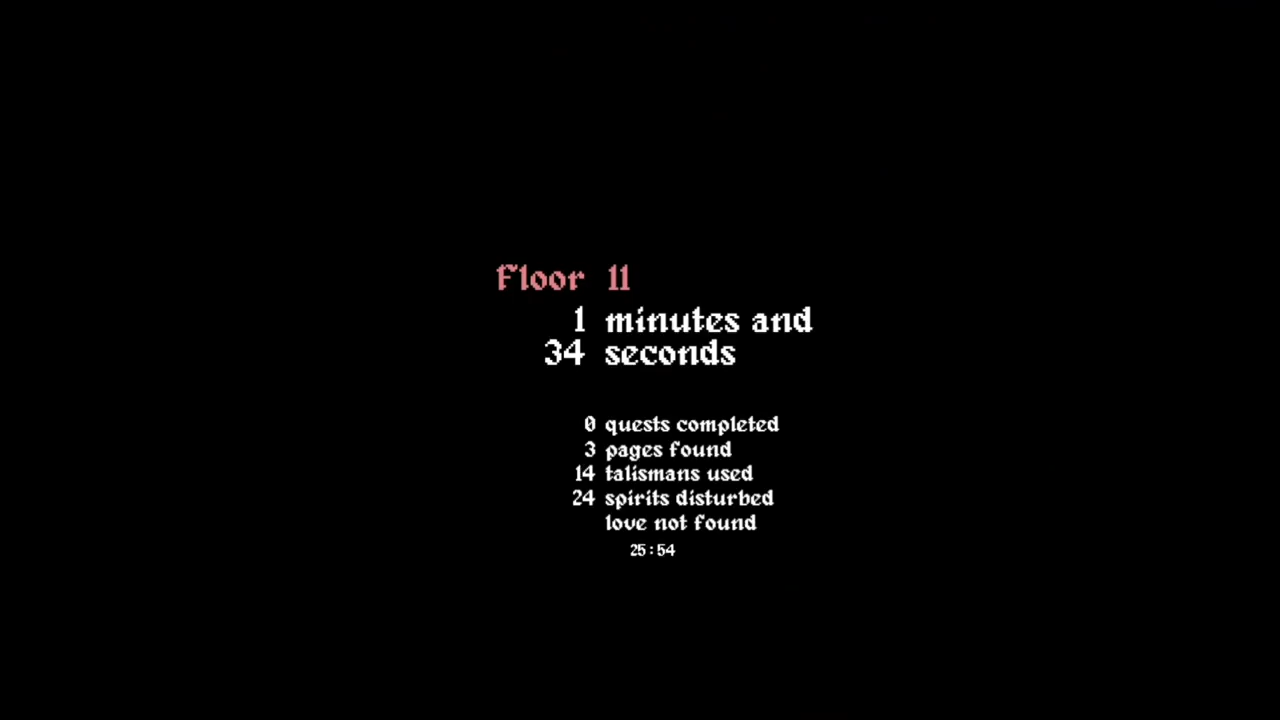 Floor 11
1 minutes and
34 seconds
0 quests completed
3 pages found
14 talismans used
24 spirits disturbed
love not found
25:54